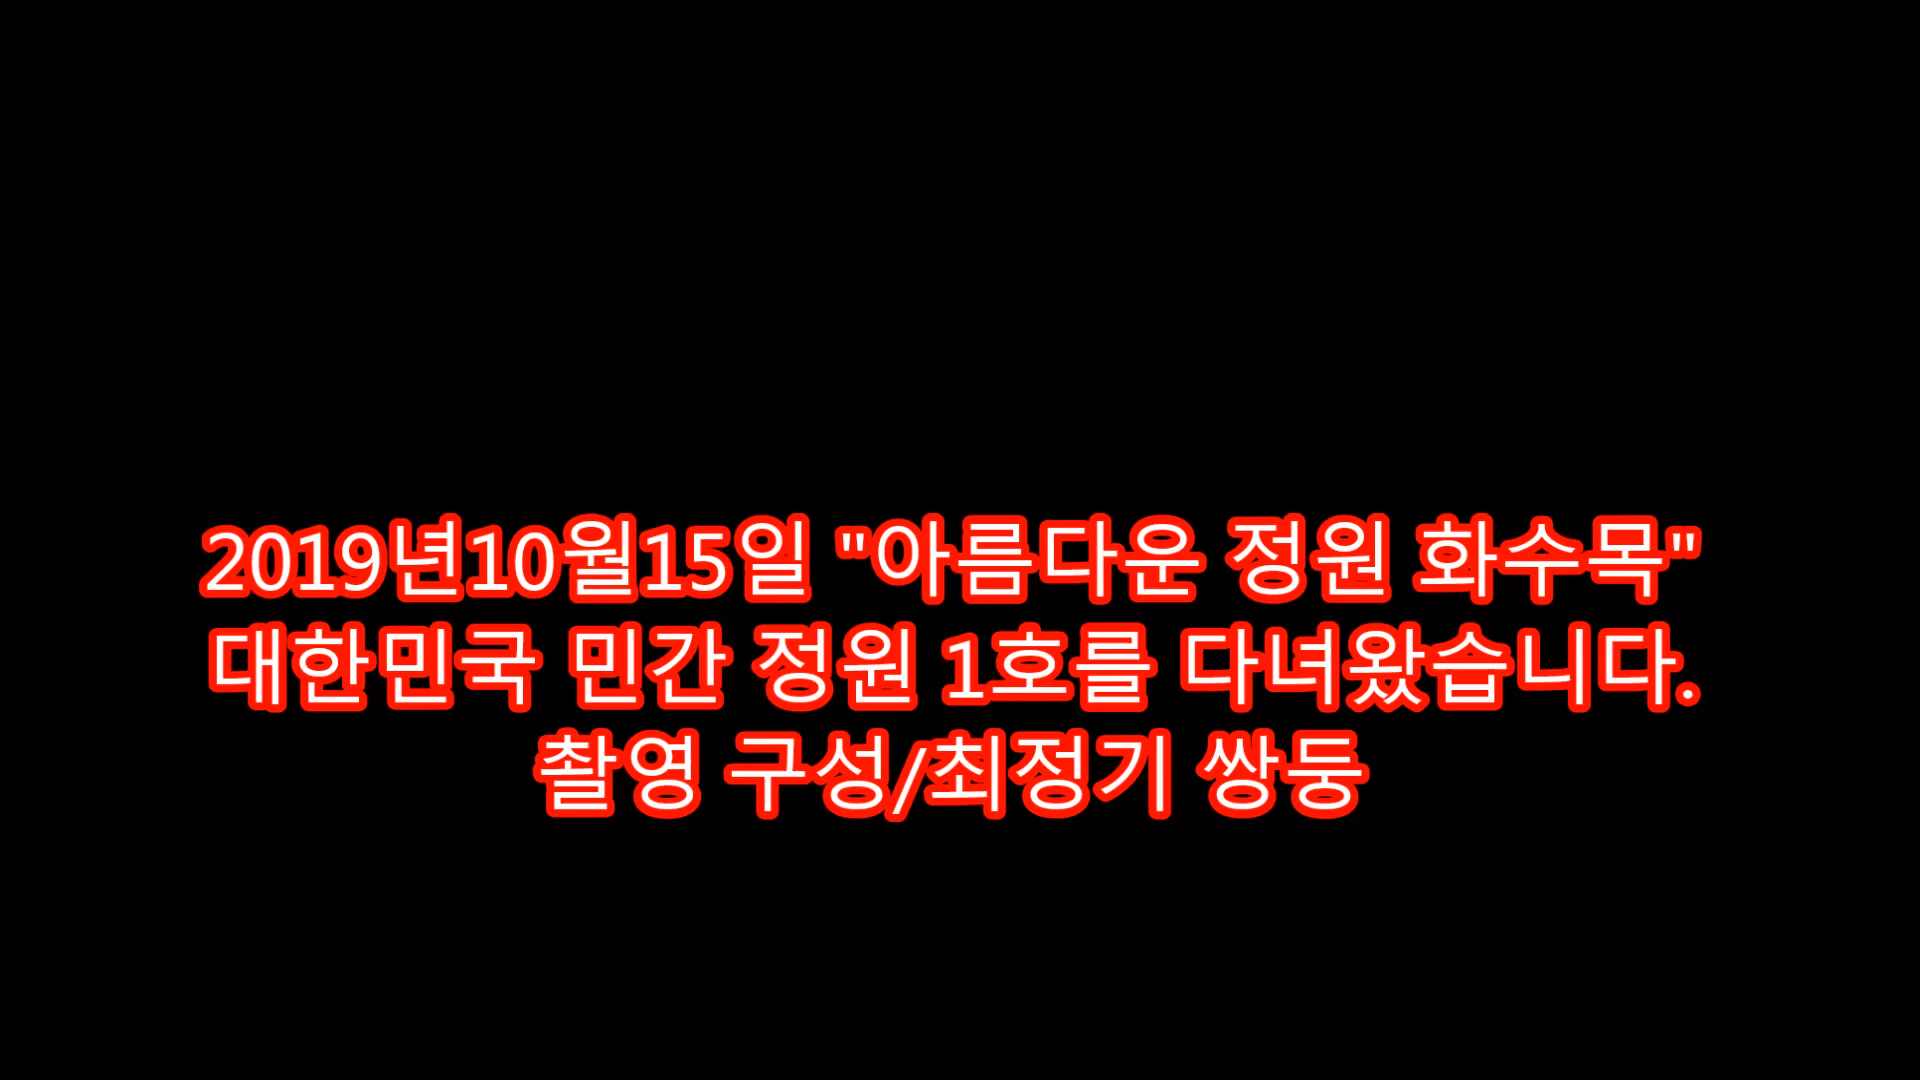 2019년10월15일 "아름다운 정원 화수목"
대한민국 민간 정원 1호를 다녀왔습니다.
촬영 구성/최정기 쌍둥